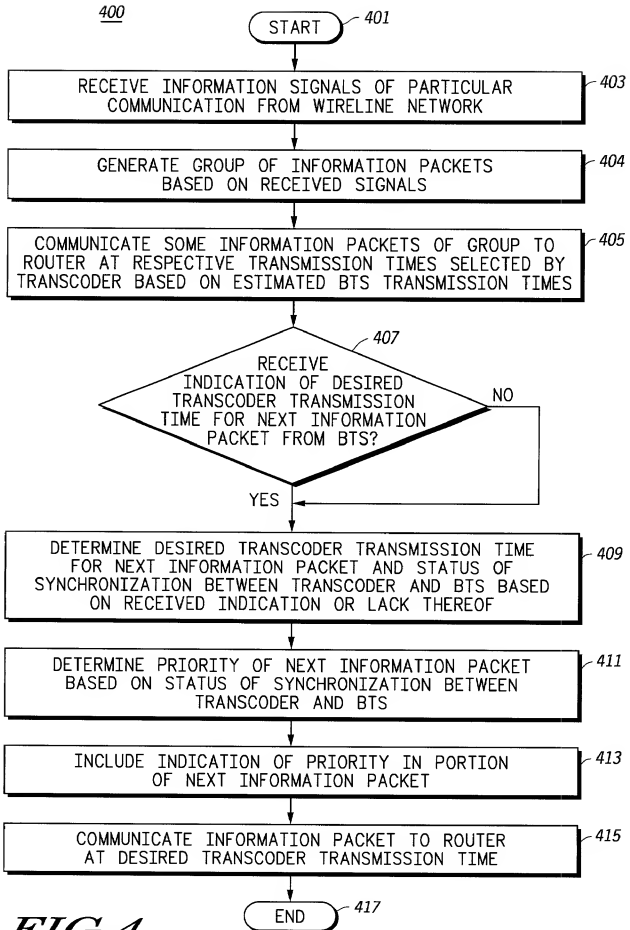 400
START
401
RECEIVE INFORMATION SIGNALS OF PARTICULAR
COMMUNICATION FROM WIRELINE NETWORK
403
GENERATE GROUP OF INFORMATION PACKETS
BASED ON RECEIVED SIGNALS
404
COMMUNICATE SOME INFORMATION PACKETS OF GROUP TO
ROUTER AT RESPECTIVE TRANSMISSION TIMES SELECTED BY
TRANSCODER BASED ON ESTIMATED BTS TRANSMISSION TIMES
405
407
RECEIVE
INDICATION OF DESIRED
TRANSCODER TRANSMISSION
TIME FOR NEXT INFORMATION
PACKET FROM BTS?
NO
YES
DETERMINE DESIRED TRANSCODER TRANSMISSION TIME
FOR NEXT INFORMATION PACKET AND STATUS OF
SYNCHRONIZATION BETWEEN TRANSCODER AND BTS BASED
ON RECEIVED INDICATION OR LACK THEREOF
409
DETERMINE PRIORITY OF NEXT INFORMATION PACKET
BASED ON STATUS OF SYNCHRONIZATION BETWEEN
TRANSCODER AND BTS
411
INCLUDE INDICATION OF PRIORITY IN PORTION
OF NEXT INFORMATION PACKET
413
COMMUNICATE INFORMATION PACKET TO ROUTER
AT DESIRED TRANSCODER TRANSMISSION TIME
415
END
417
FIG.4